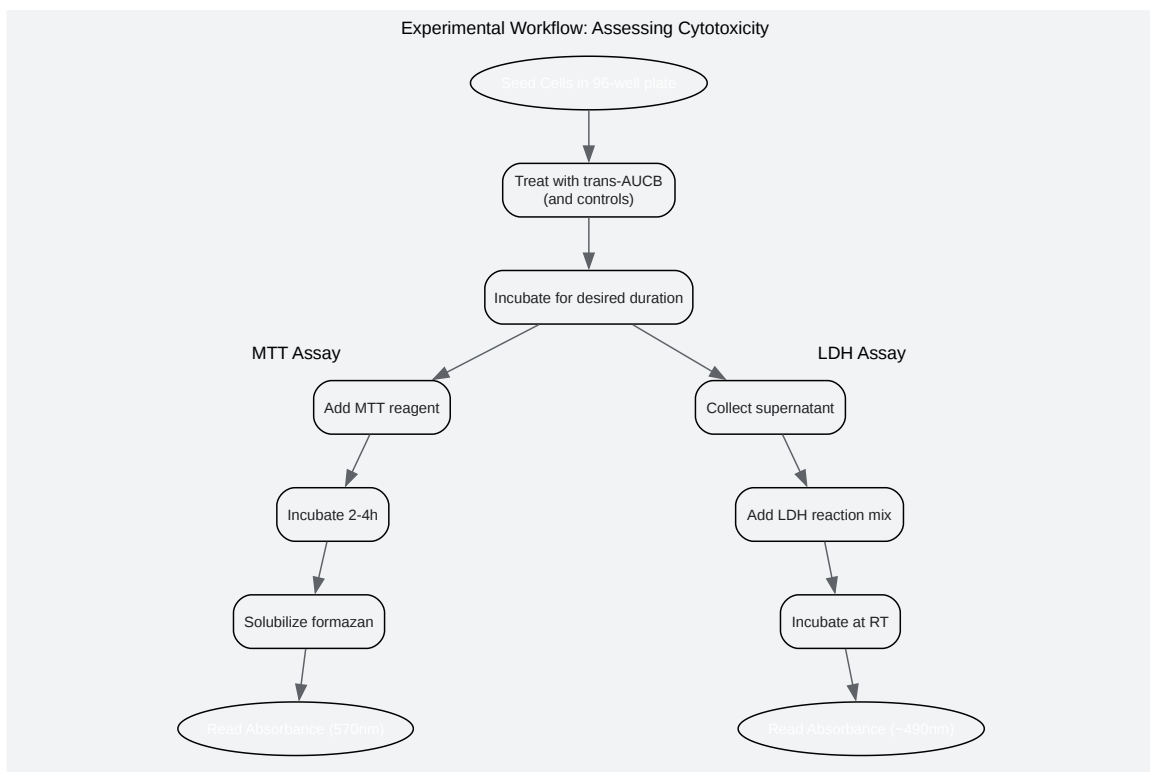 Experimental Workflow: Assessing Cytotoxicity
Seed Cells in 96-well plate
Treat with trans-AUCB
(and controls)
Incubate for desired duration
MTT Assay
LDH Assay
Add MTT reagent
Collect supernatant
Incubate 2-4h
Add LDH reaction mix
Solubilize formazan
Incubate at RT
Read Absorbance (570nm)
Read Absorbance (~490nm)